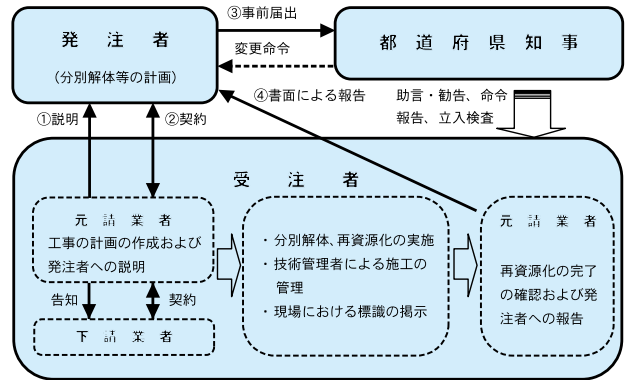 ③事前届出
発注者
(分別解体等の計画)
変更命令
都道府県知事
①説明
②契約
④書面による報告
助言・勧告、命令
報告、立入検査
受注者
元請業者
工事の計画の作成および
発注者への説明
告知
契約
下請業者
・分別解体、再資源化の実施
・技術管理者による施工の
管理
・現場における標識の掲示
元請業者
再資源化の完了
の確認および発
注者への報告